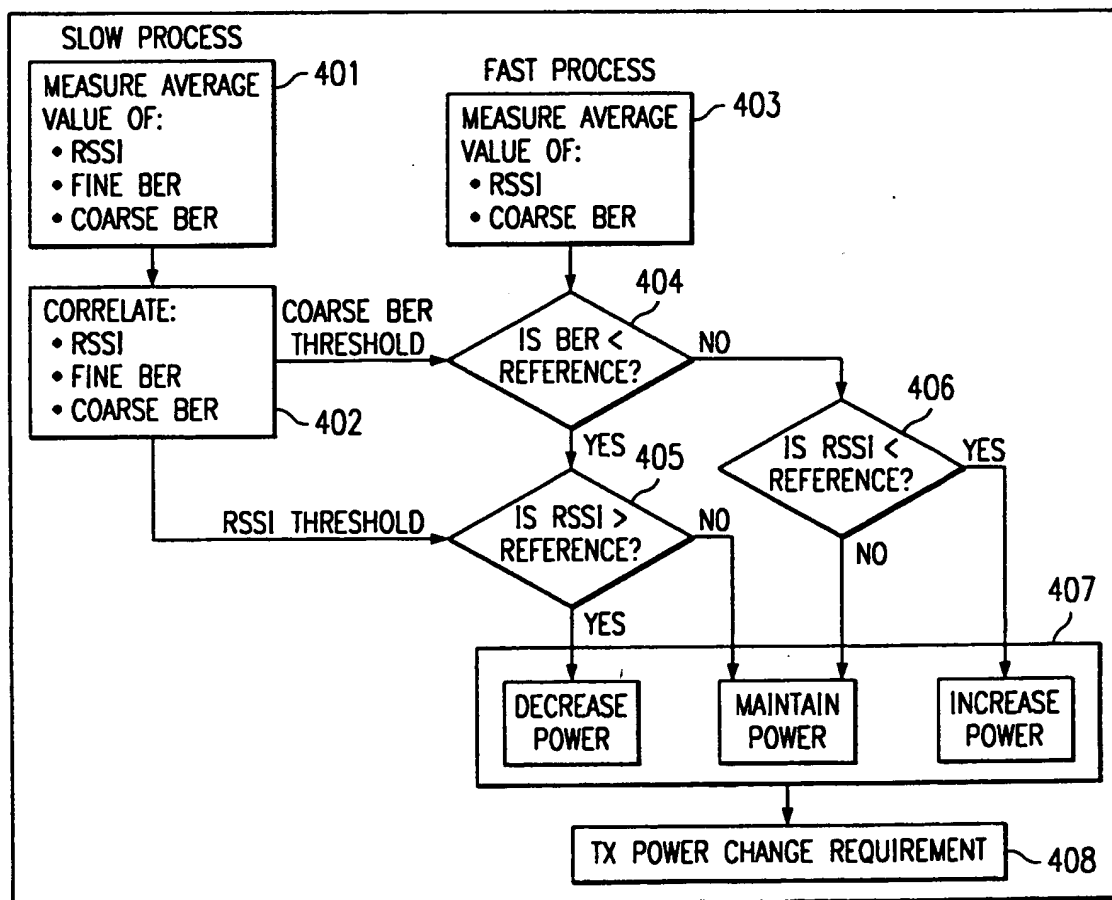 SLOW PROCESS
401
MEASURE AVERAGE
VALUE OF:
• RSSI
• FINE BER
• COARSE BER
FAST PROCESS
403
MEASURE AVERAGE
VALUE OF:
• RSSI
• COARSE BER
CORRELATE:
• RSSI
• FINE BER
• COARSE BER
402
COARSE BER
THRESHOLD
404
IS BER <
REFERENCE?
NO
YES
406
IS RSSI <
REFERENCE?
YES
NO
RSSI THRESHOLD
405
IS RSSI >
REFERENCE?
NO
YES
407
DECREASE
POWER
MAINTAIN
POWER
INCREASE
POWER
TX POWER CHANGE REQUIREMENT
408